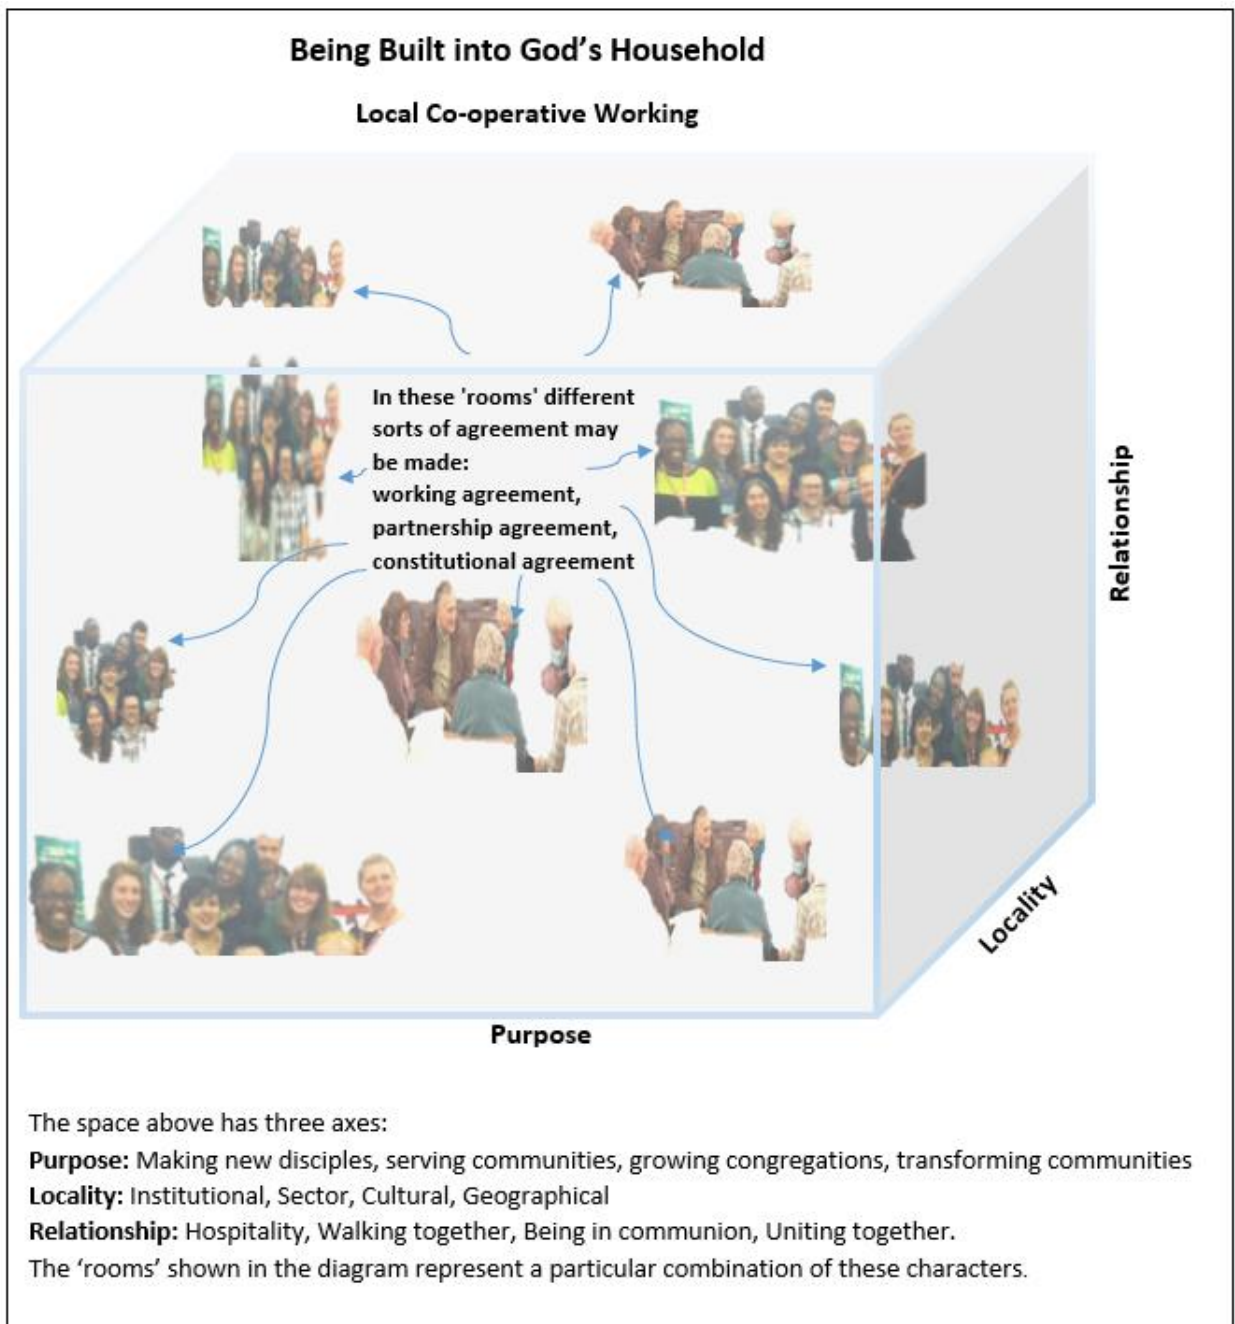 Being Built into God’s Household
Local Co-operative Working
In these 'rooms' different
sorts of agreement may
be made:
working agreement,
partnership agreement,
constitutional agreement
Relationship
Locality
Purpose
The space above has three axes:
Purpose: Making new disciples, serving communities, growing congregations, transforming communities
Locality: Institutional, Sector, Cultural, Geographical
Relationship: Hospitality, Walking together, Being in communion, Uniting together.
The ‘rooms’ shown in the diagram represent a particular combination of these characters.